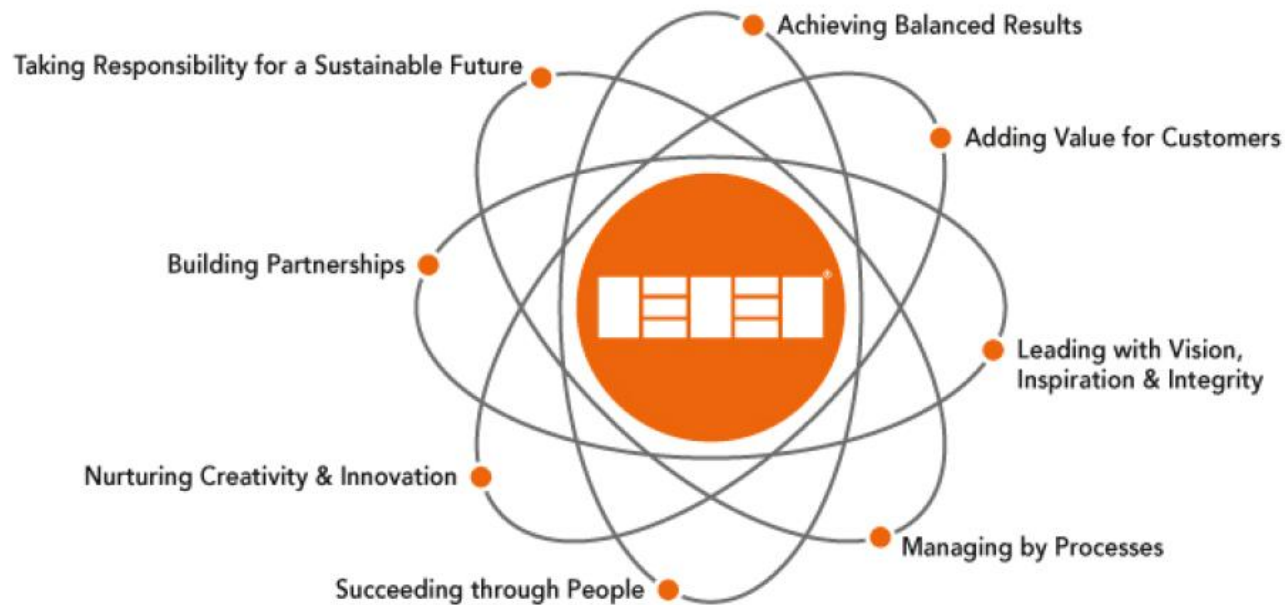 Achieving Balanced Results
Taking Responsibility for a Sustainable Future
Adding Value for Customers
Building Partnerships
®
Leading with Vision,
Inspiration & Integrity
Nurturing Creativity & Innovation
Managing by Processes
Succeeding through People